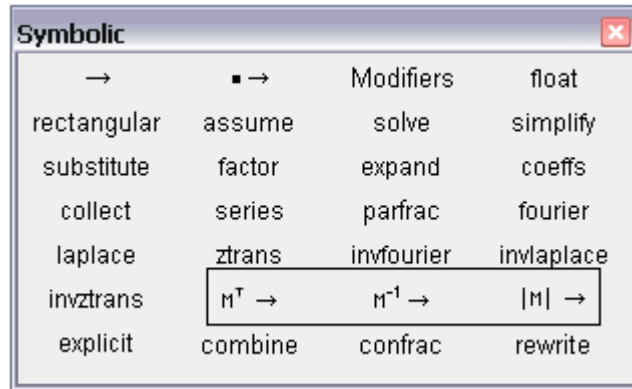 Symbolic
→ ▪ → Modifiers float
rectangular assume solve simplify
substitute factor expand coeffs
collect series parfrac fourier
laplace ztrans invfourier invlaplace
invztrans Mᵀ → M⁻¹ → |M| →
explicit combine confrac rewrite